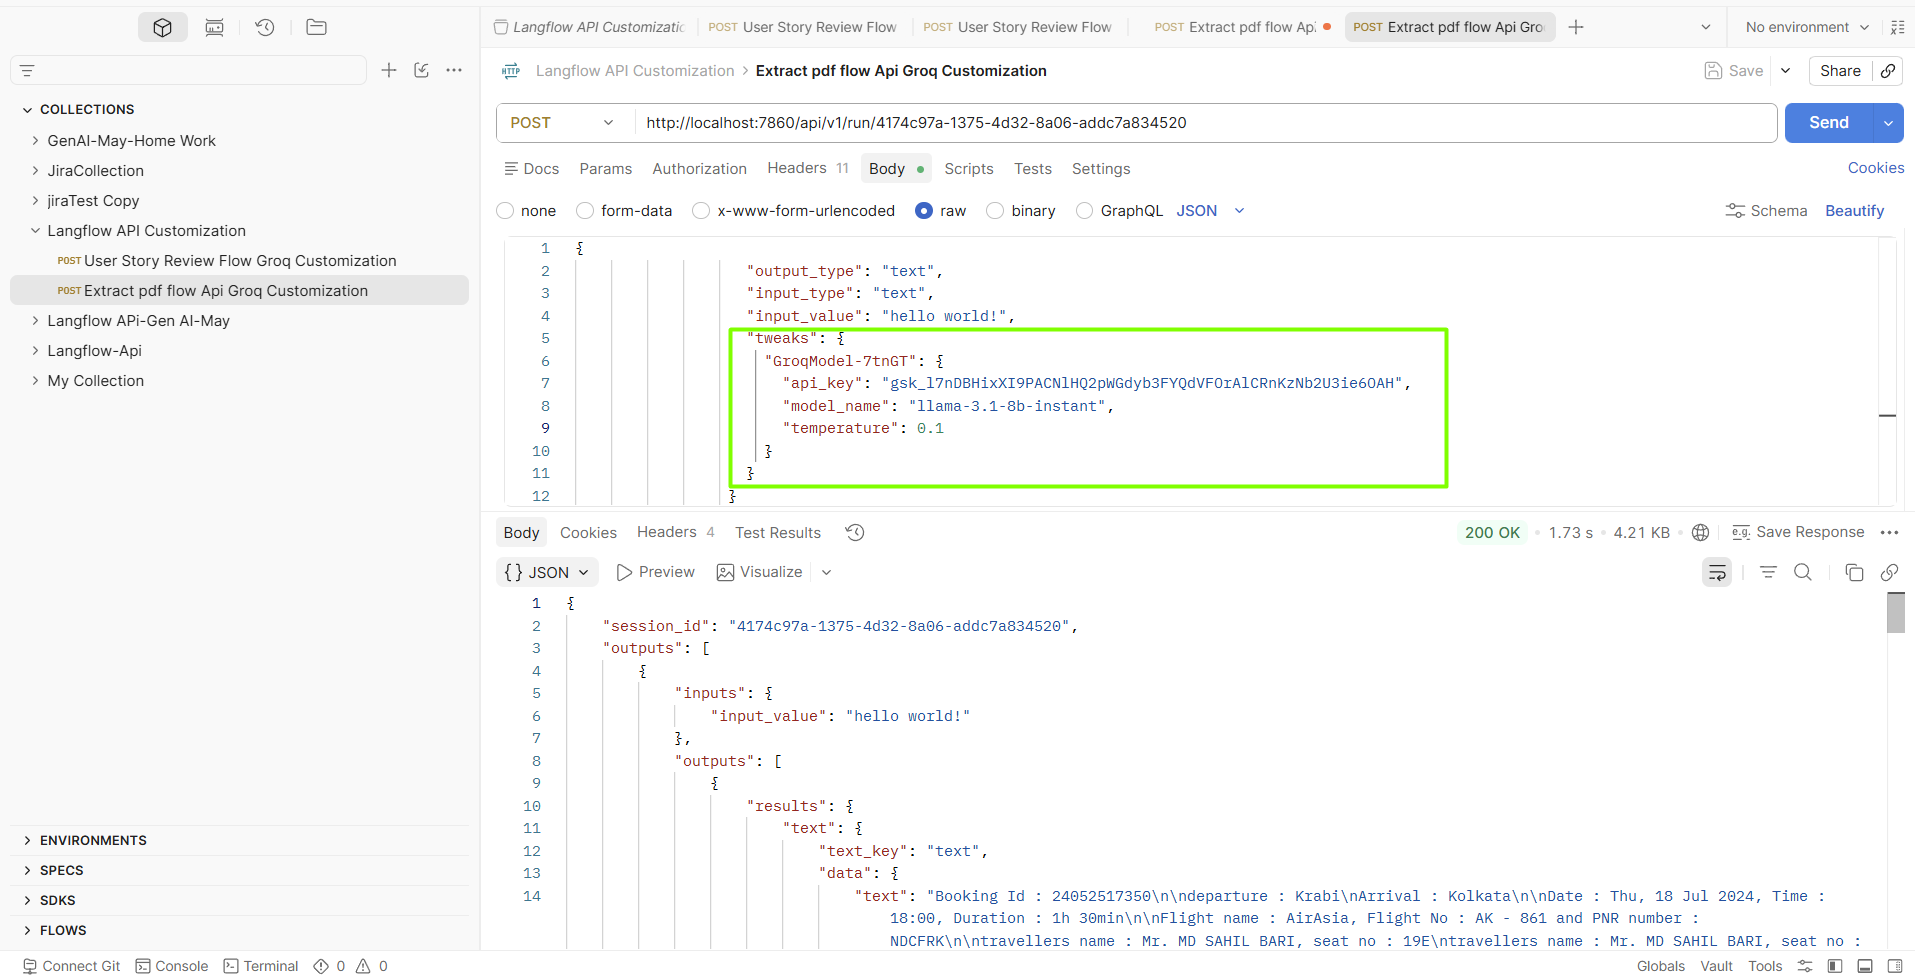 Langflow API Customizatic
POST User Story Review Flow
POST User Story Review Flow
POST Extract pdf flow Ap
POST Extract pdf flow Api Gro
No environment
Langflow API Customization > Extract pdf flow Api Groq Customization
Save
Share
COLLECTIONS
GenAI-May-Home Work
JiraCollection
jiraTest Copy
Langflow API Customization
POST User Story Review Flow Groq Customization
POST Extract pdf flow Api Groq Customization
Langflow APi-Gen AI-May
Langflow-Api
My Collection
ENVIRONMENTS
SPECS
SDKS
FLOWS
HTTP
POST http://localhost:7860/api/v1/run/4174c97a-1375-4d32-8a06-addc7a834520 Send
Docs Params Authorization Headers 11 Body Scripts Tests Settings Cookies
none form-data x-www-form-urlencoded raw binary GraphQL JSON Schema Beautify
1 {
2 "output_type": "text",
3 "input_type": "text",
4 "input_value": "hello world!",
5 "tweaks": {
6 "GroqModel-7tnGT": {
7 "api_key": "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",
8 "model_name": "llama-3.1-8b-instant",
9 "temperature": 0.1
10 }
11 }
12 }
Body Cookies Headers 4 Test Results 200 OK • 1.73 s • 4.21 KB • e.g. Save Response
{} JSON Preview Visualize
1 {
2 "session_id": "4174c97a-1375-4d32-8a06-addc7a834520",
3 "outputs": [
4 {
5 "inputs": {
6 "input_value": "hello world!"
7 },
8 "outputs": [
9 {
10 "results": {
11 "text": {
12 "text_key": "text",
13 "data": {
14 "text": "Booking Id : 24052517350\n\ndeparture : Krabi\nArrival : Kolkata\n\nDate : Thu, 18 Jul 2024, Time :
18:00, Duration : 1h 30min\n\nFlight name : AirAsia, Flight No : AK - 861 and PNR number :
NDCFRK\n\ntravellers name : Mr. MD SAHIL BARI, seat no : 19E\ntravellers name : Mr. MD SAHIL BARI, seat no :
Connect Git Console Terminal 0 0 Globals Vault Tools